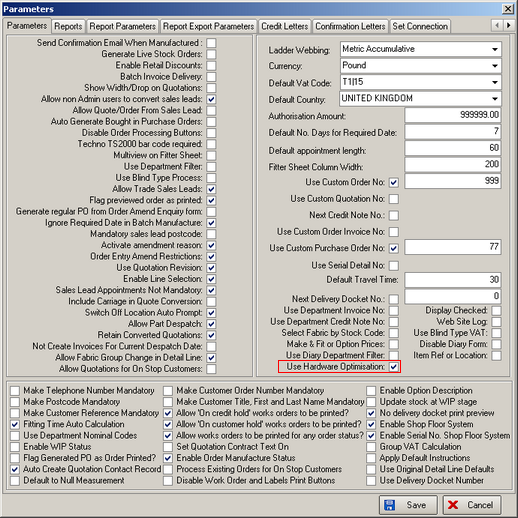 Parameters
Parameters Reports Report Parameters Report Export Parameters Credit Letters Confirmation Letters Set Connection
Send Confirmation Email When Manufactured :
Generate Live Stock Orders:
Enable Retail Discounts:
Batch Invoice Delivery:
Show Width/Drop on Quotations:
Allow non Admin users to convert sales leads:
Allow Quote/Order From Sales Lead:
Auto Generate Bought in Purchase Orders:
Disable Order Processing Buttons:
Techno TS2000 bar code required:
Multiview on Fitter Sheet:
Use Department Filter:
Use Blind Type Process:
Allow Trade Sales Leads:
Flag previewed order as printed:
Generate regular PO from Order Amend Enquiry form:
Ignore Required Date in Batch Manufacture:
Mandatory sales lead postcode:
Activate amendment reason:
Order Entry Amend Restrictions:
Use Quotation Revision:
Enable Line Selection:
Sales Lead Appointments Not Mandatory:
Include Carriage in Quote Conversion:
Switch Off Location Auto Prompt:
Allow Part Despatch:
Retain Converted Quotations:
Not Create Invoices For Current Despatch Date:
Allow Fabric Group Change in Detail Line:
Allow Quotations for On Stop Customers:
Ladder Webbing: Metric Accumulative
Currency: Pound
Default Vat Code: T1|15
Default Country: UNITED KINGDOM
Authorisation Amount: 999999.00
Default No. Days for Required Date: 7
Default appointment length: 60
Fitter Sheet Column Width: 200
Use Custom Order No: 999
Use Custom Quotation No:
Next Credit Note No.:
Use Custom Order Invoice No:
Use Custom Purchase Order No: 77
Use Serial Detail No:
Default Travel Time: 30
Next Delivery Docket No.: 0
Use Department Invoice No: Display Checked:
Use Department Credit Note No: Web Site Log:
Select Fabric by Stock Code: Use Blind Type VAT:
Make & Fit or Option Prices: Disable Diary Form:
Use Diary Department Filter: Item Ref or Location:
Use Hardware Optimisation:
Make Telephone Number Mandatory Make Customer Order Number Mandatory Enable Option Description
Make Postcode Mandatory Make Customer Title, First and Last Name Mandatory Update stock at WIP stage
Make Customer Reference Mandatory Allow 'On credit hold' works orders to be printed? No delivery docket print preview
Fitting Time Auto Calculation Allow 'On customer hold' works orders to be printed? Enable Shop Floor System
Use Department Nominal Codes Allow works orders to be printed for any order status? Enable Serial No. Shop Floor System
Enable WIP Status Set Quotation Contract Text On Group VAT Calculation
Flag Generated PO as Order Printed? Enable Order Manufacture Status Apply Default Instructions
Auto Create Quotation Contact Record Process Existing Orders for On Stop Customers Use Original Detail Line Defaults
Default to Null Measurement Disable Work Order and Labels Print Buttons Use Delivery Docket Number
Save Cancel